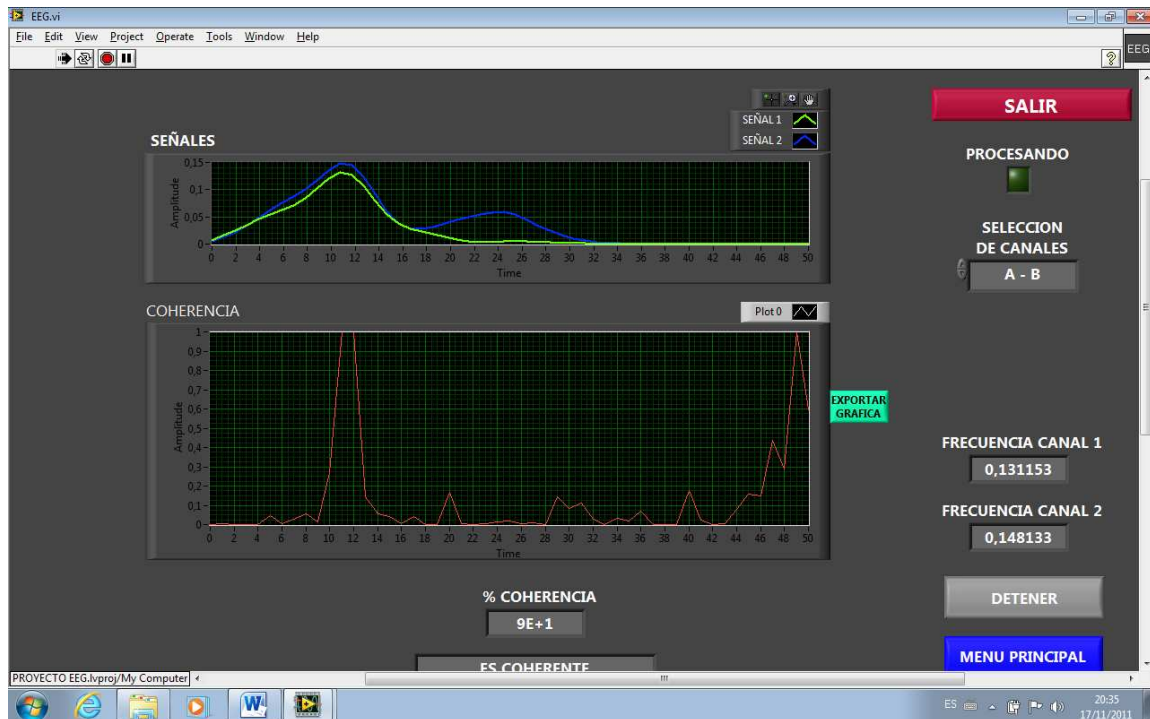 EEG.vi
File Edit View Project Operate Tools Window Help
EEG
SALIR
SEÑAL 1
SEÑAL 2
SEÑALES
PROCESANDO
0,15
0,1
0,05
0
Amplitude
0 2 4 6 8 10 12 14 16 18 20 22 24 26 28 30 32 34 36 38 40 42 44 46 48 50
Time
SELECCION
DE CANALES
A - B
COHERENCIA
Plot 0
1
0,9
0,8
0,7
0,6
0,5
0,4
0,3
0,2
0,1
0
Amplitude
0 2 4 6 8 10 12 14 16 18 20 22 24 26 28 30 32 34 36 38 40 42 44 46 48 50
Time
EXPORTAR
GRAFICA
FRECUENCIA CANAL 1
0,131153
FRECUENCIA CANAL 2
0,148133
% COHERENCIA
9E+1
DETENER
ES COHERENTE
MENU PRINCIPAL
PROYECTO EEG.lvproj/My Computer
ES
20:35
17/11/2011